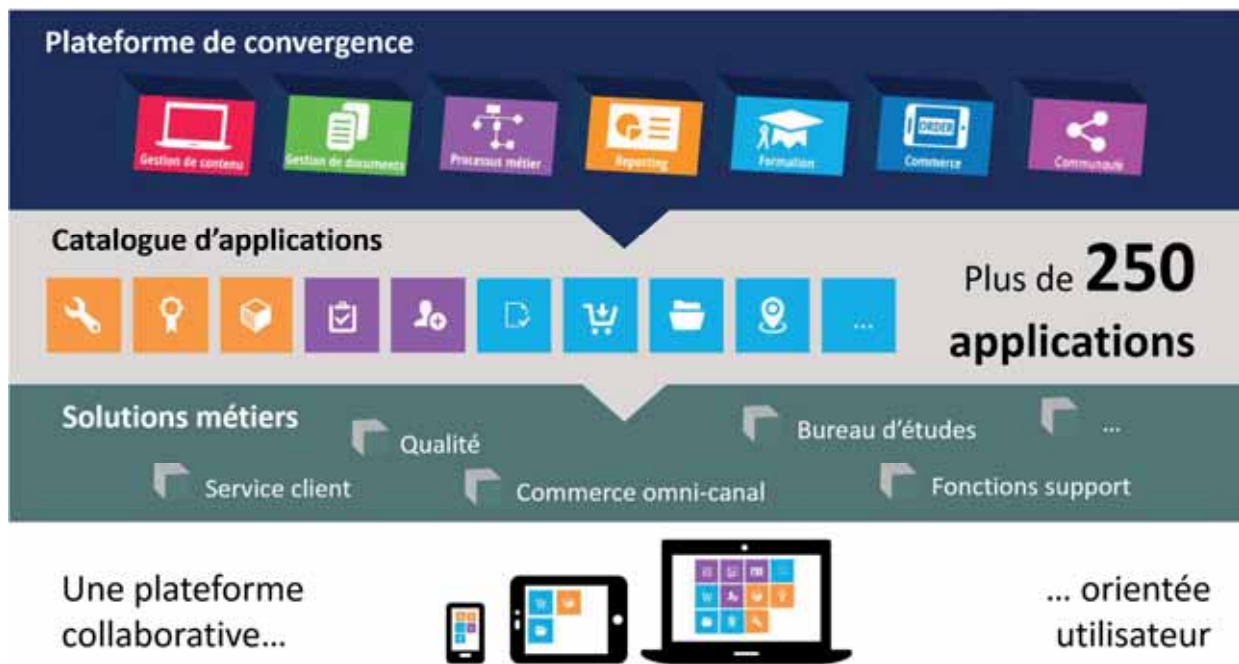 Plateforme de convergence
Gestion de contenu
Gestion de documents
Processus métier
Reporting
Formation
ORDER
Commerce
Communauté
Catalogue d'applications
Plus de 250
applications
...
Solutions métiers
Qualité
Bureau d'études
...
Service client
Commerce omni-canal
Fonctions support
Une plateforme
collaborative...
... orientée
utilisateur